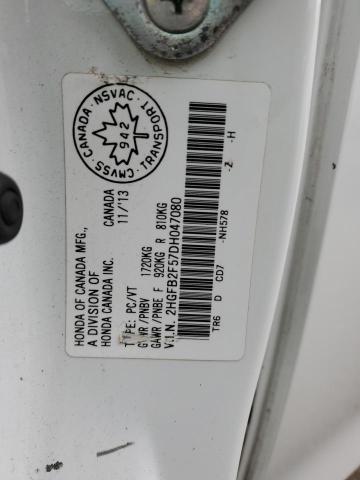 HONDA OF CANADA MFG.,
A DIVISION OF
HONDA CANADA INC.
CANADA
11/'13
TYPE: PC/VT
GVWR/PNBV 1720KG
GAWR/PNBE F 920KG R 810KG
V.I.N. 2HGFB2F57DH047080
TR6 D CD7 -NH578 -2 -H
CANADA · NSVAC · TRANSPORT · CMVSS
942